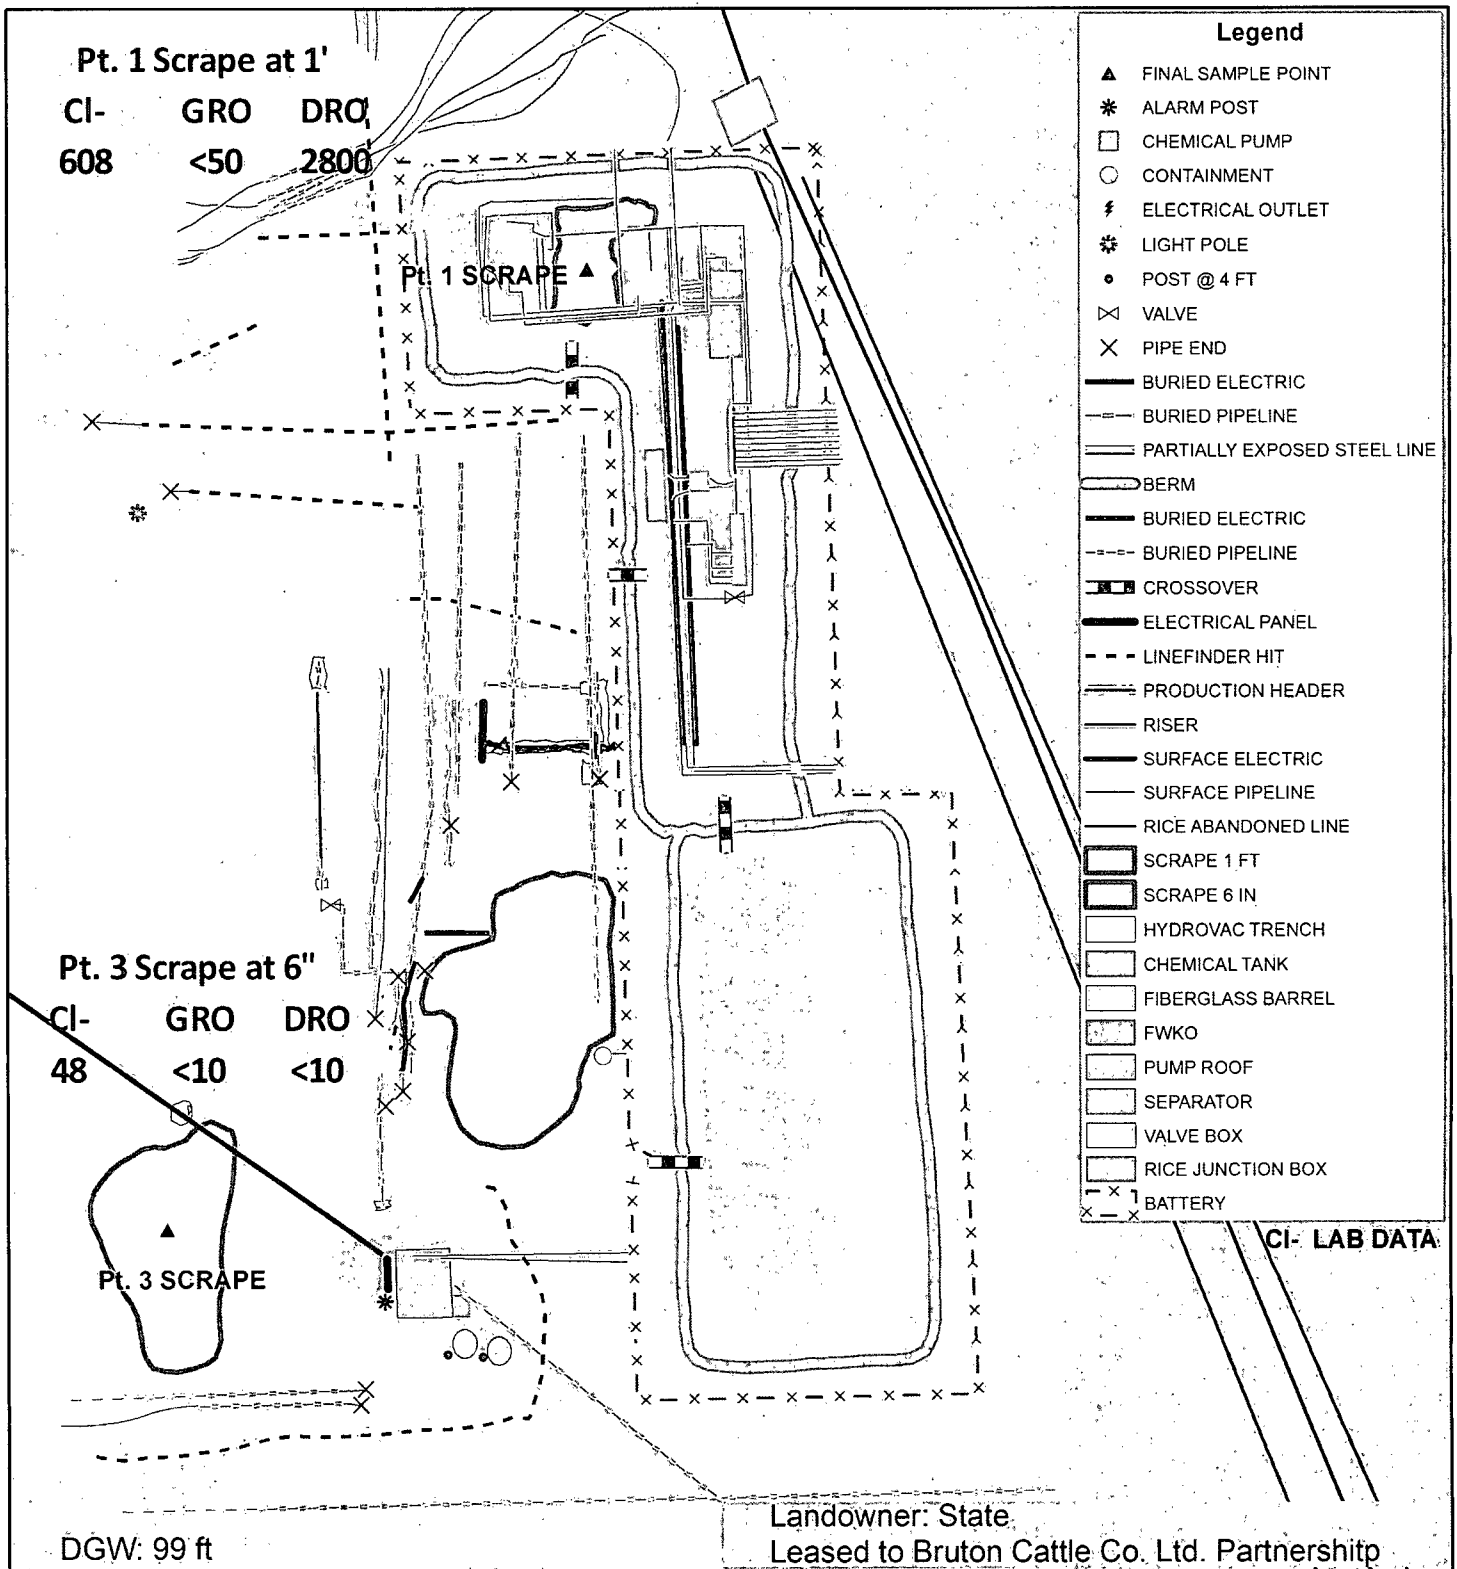 Pt. 1 Scrape at 1'
Cl- GRO DRO
608 <50 2800
Pt. 1 SCRAPE
Pt. 3 Scrape at 6"
Cl- GRO DRO
48 <10 <10
Pt. 3 SCRAPE
Legend
FINAL SAMPLE POINT
ALARM POST
CHEMICAL PUMP
CONTAINMENT
ELECTRICAL OUTLET
LIGHT POLE
POST @ 4 FT
VALVE
PIPE END
BURIED ELECTRIC
BURIED PIPELINE
PARTIALLY EXPOSED STEEL LINE
BERM
BURIED ELECTRIC
BURIED PIPELINE
CROSSOVER
ELECTRICAL PANEL
LINEFINDER HIT
PRODUCTION HEADER
RISER
SURFACE ELECTRIC
SURFACE PIPELINE
RICE ABANDONED LINE
SCRAPE 1 FT
SCRAPE 6 IN
HYDROVAC TRENCH
CHEMICAL TANK
FIBERGLASS BARREL
FWKO
PUMP ROOF
SEPARATOR
VALVE BOX
RICE JUNCTION BOX
BATTERY
Cl- LAB DATA
DGW: 99 ft
Landowner: State
Leased to Bruton Cattle Co. Ltd. Partnershitp